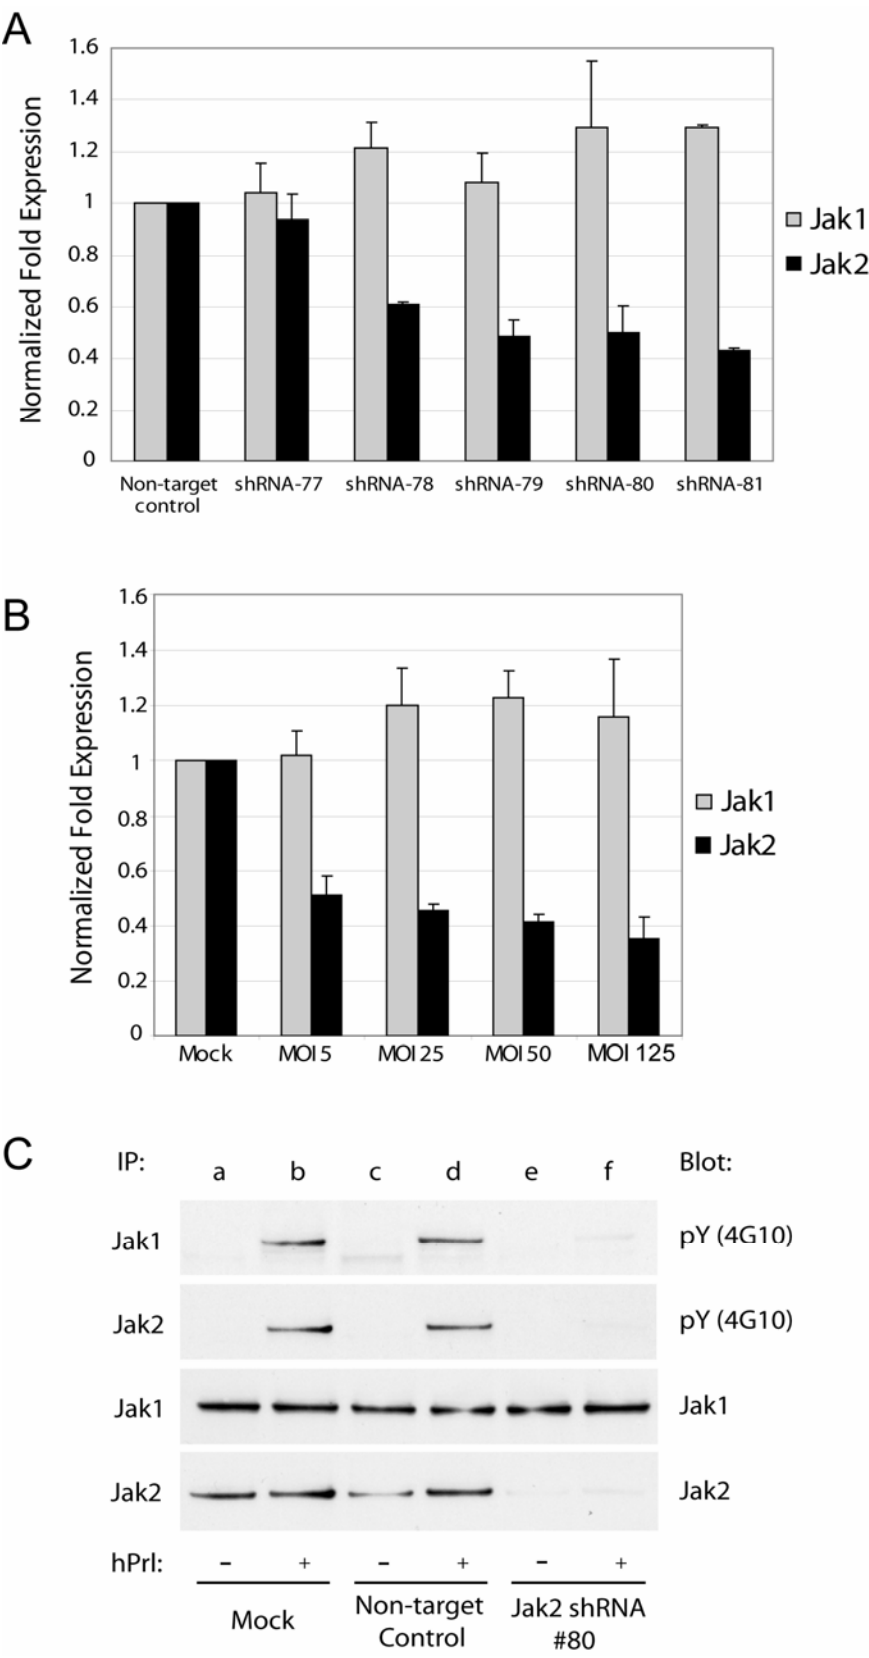 A
1.6
1.4
1.2
1
0.8
0.6
0.4
0.2
0
Normalized Fold Expression
Non-target control
shRNA-77
shRNA-78
shRNA-79
shRNA-80
shRNA-81
Jak1
Jak2
B
1.6
1.4
1.2
1
0.8
0.6
0.4
0.2
0
Normalized Fold Expression
Mock
MOI 5
MOI 25
MOI 50
MOI 125
Jak1
Jak2
C
IP: a b c d e f Blot:
Jak1 pY (4G10)
Jak2 pY (4G10)
Jak1 Jak1
Jak2 Jak2
hPrl: - + - + - +
Mock
Non-target
Control
Jak2 shRNA
#80